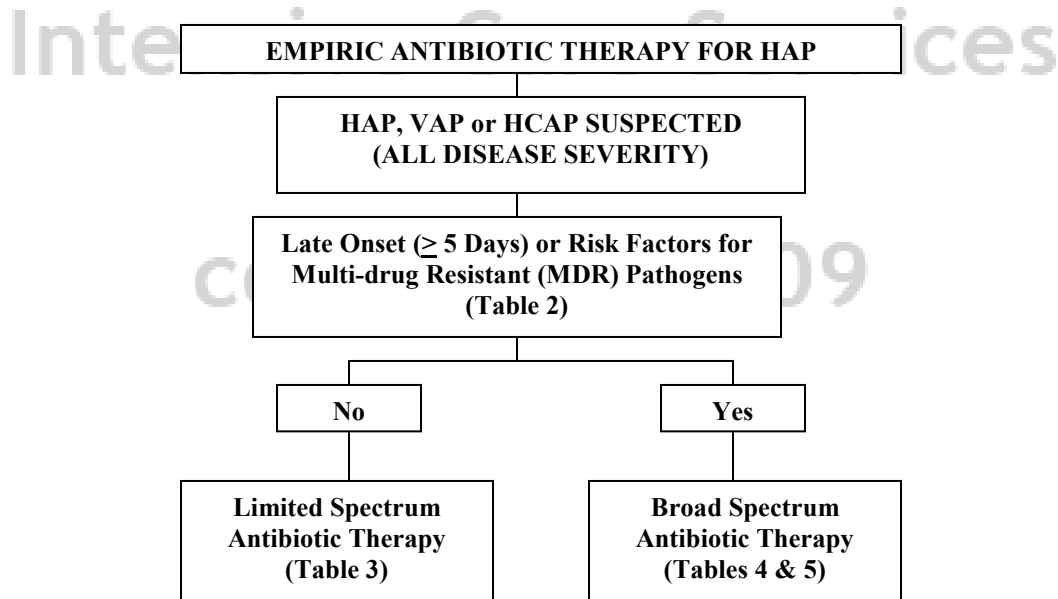 EMPIRIC ANTIBIOTIC THERAPY FOR HAP
HAP, VAP or HCAP SUSPECTED
(ALL DISEASE SEVERITY)
Late Onset (≥ 5 Days) or Risk Factors for
Multi-drug Resistant (MDR) Pathogens
(Table 2)
No
Yes
Limited Spectrum
Antibiotic Therapy
(Table 3)
Broad Spectrum
Antibiotic Therapy
(Tables 4 & 5)